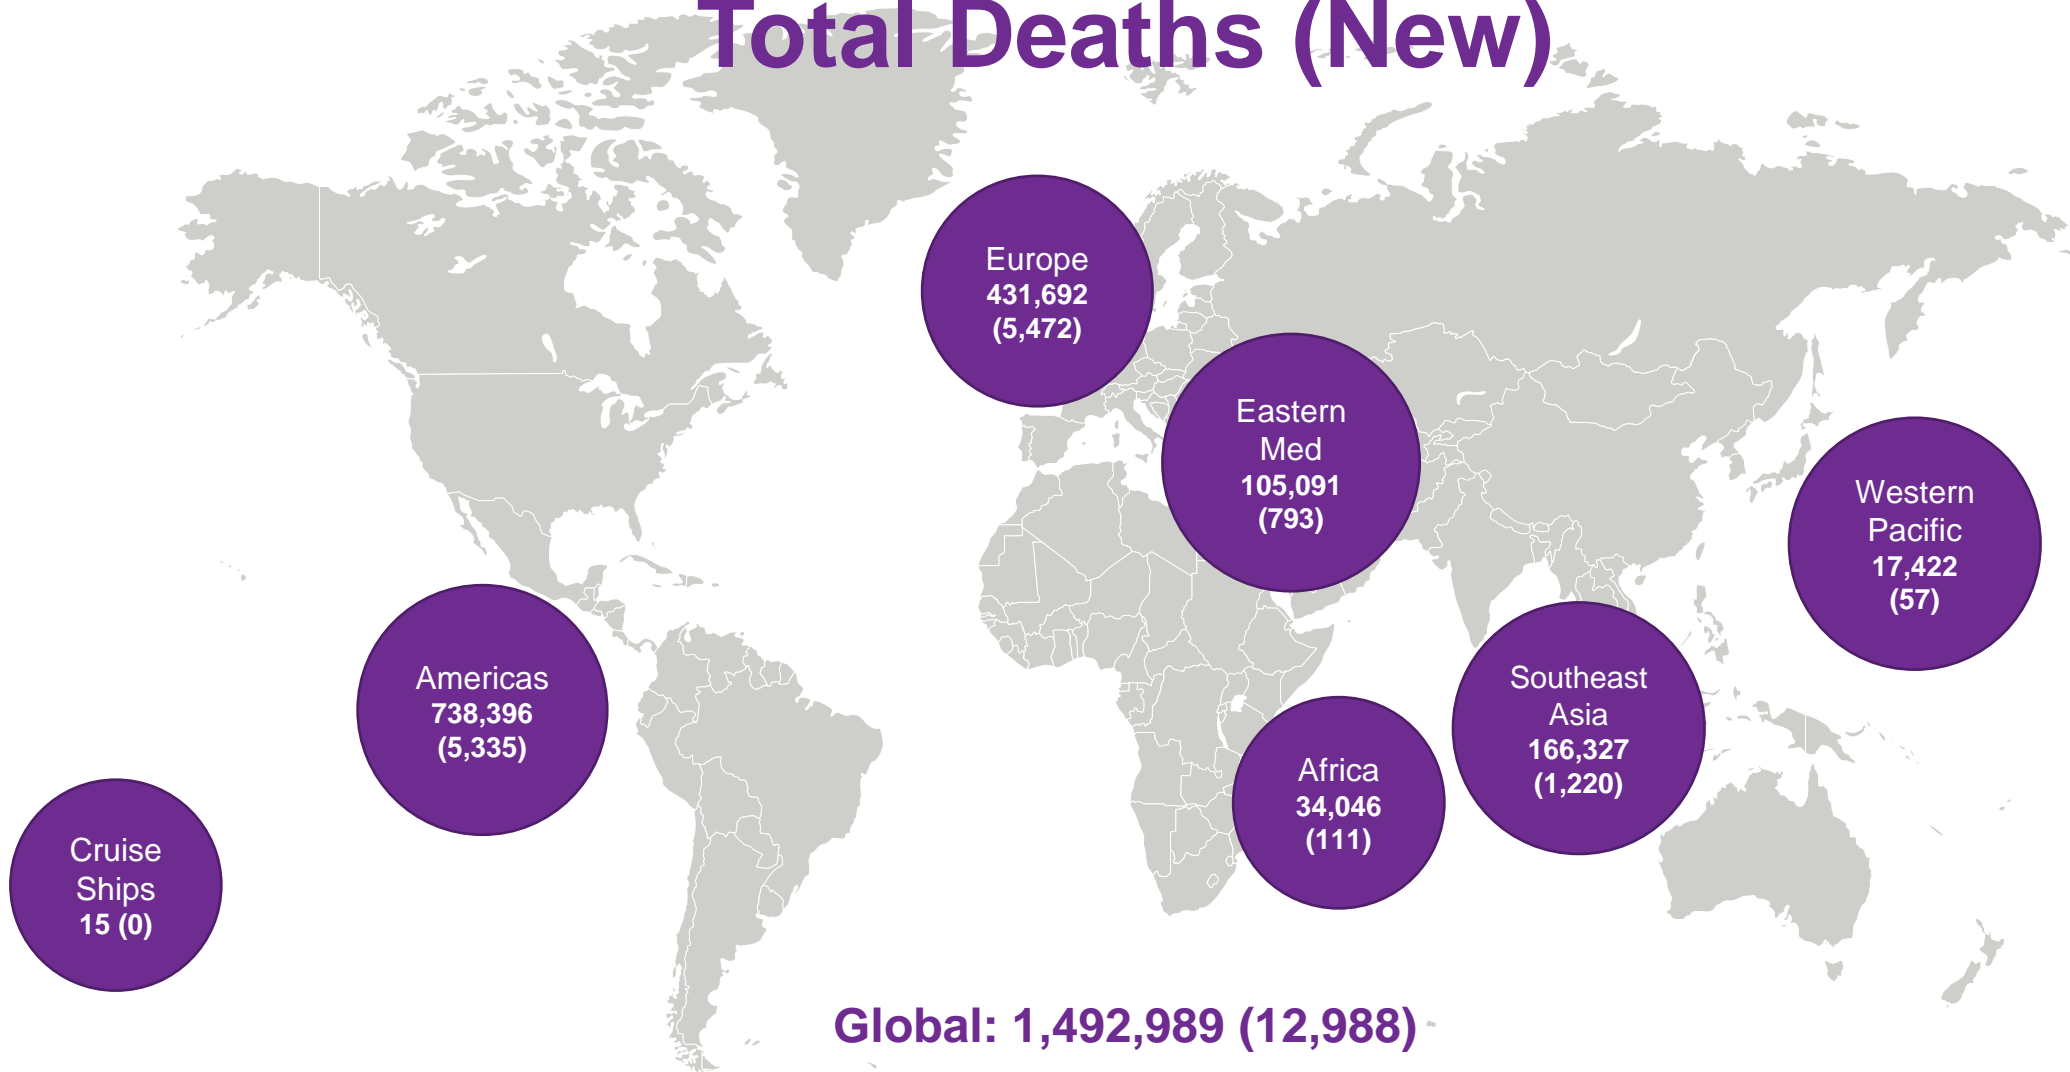 Total Deaths (New)
Europe
431,692
(5,472)
Eastern
Med
105,091
(793)
Western
Pacific
17,422
(57)
Americas
738,396
(5,335)
Southeast
Asia
166,327
(1,220)
Africa
34,046
(111)
Cruise
Ships
15 (0)
Global: 1,492,989 (12,988)